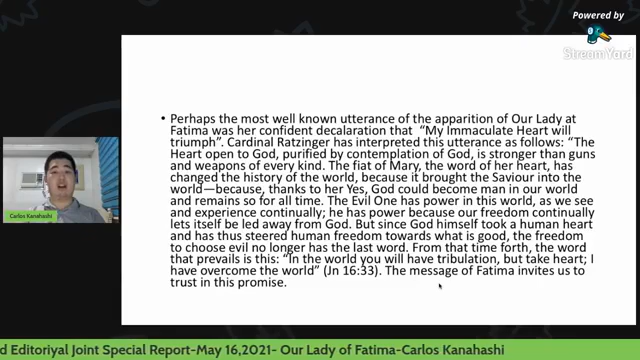 Powered by
StreamYard
• Perhaps the most well known utterance of the apparition of Our Lady at
Fatima was her confident decalaration that “My Immaculate Heart will
triumph”. Cardinal Ratzinger has interpreted this utterance as follows: “The
Heart open to God, purified by contemplation of God, is stronger than guns
and weapons of every kind. The fiat of Mary, the word of her heart, has
changed the history of the world, because it brought the Saviour into the
world—because, thanks to her Yes, God could become man in our world
and remains so for all time. The Evil One has power in this world, as we see
and experience continually; he has power because our freedom continually
lets itself be led away from God. But since God himself took a human heart
and has thus steered human freedom towards what is good, the freedom
to choose evil no longer has the last word. From that time forth, the word
that prevails is this: “In the world you will have tribulation, but take heart; I
have overcome the world” (Jn 16:33). The message of Fatima invites us to
trust in this promise.
Carlos Kanahashi
d Editoriyal Joint Special Report-May 16,2021- Our Lady of Fatima-Carlos Kanahashi